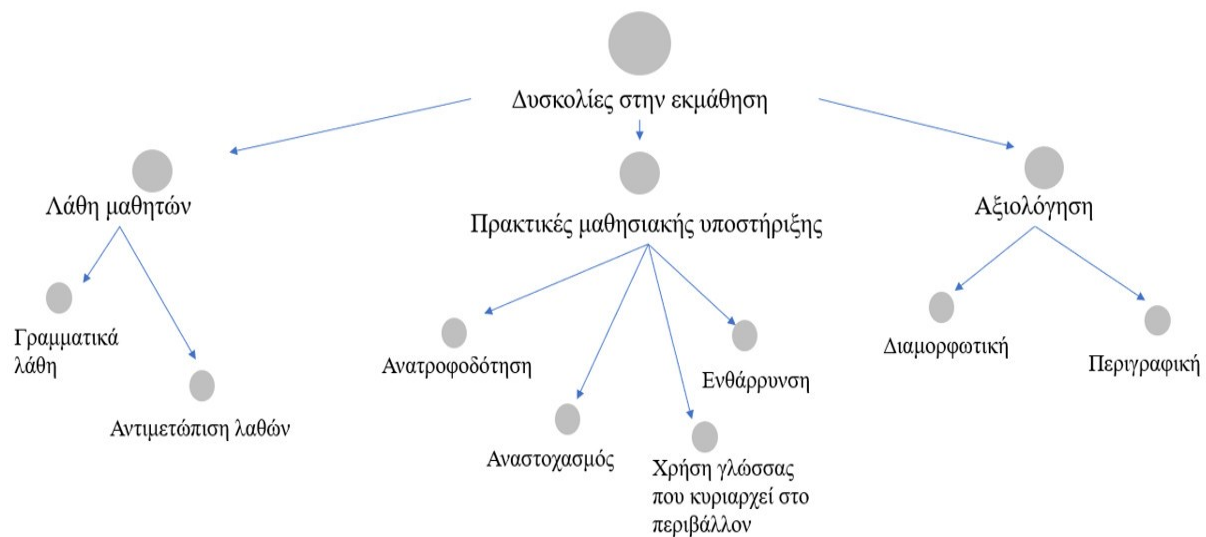 Δυσκολίες στην εκμάθηση
Λάθη μαθητών
Πρακτικές μαθησιακής υποστήριξης
Αξιολόγηση
Γραμματικά
λάθη
Αντιμετώπιση λαθών
Ανατροφοδότηση
Αναστοχασμός
Χρήση γλώσσας
που κυριαρχεί στο
περιβάλλον
Ενθάρρυνση
Διαμορφωτική
Περιγραφική